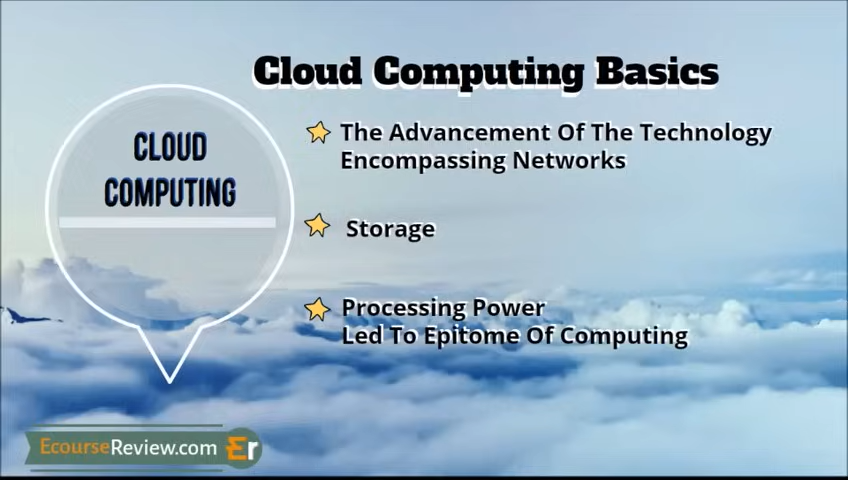 Cloud Computing Basics
CLOUD
COMPUTING
The Advancement Of The Technology
Encompassing Networks
Storage
Processing Power
Led To Epitome Of Computing
EcourseReview.com Er